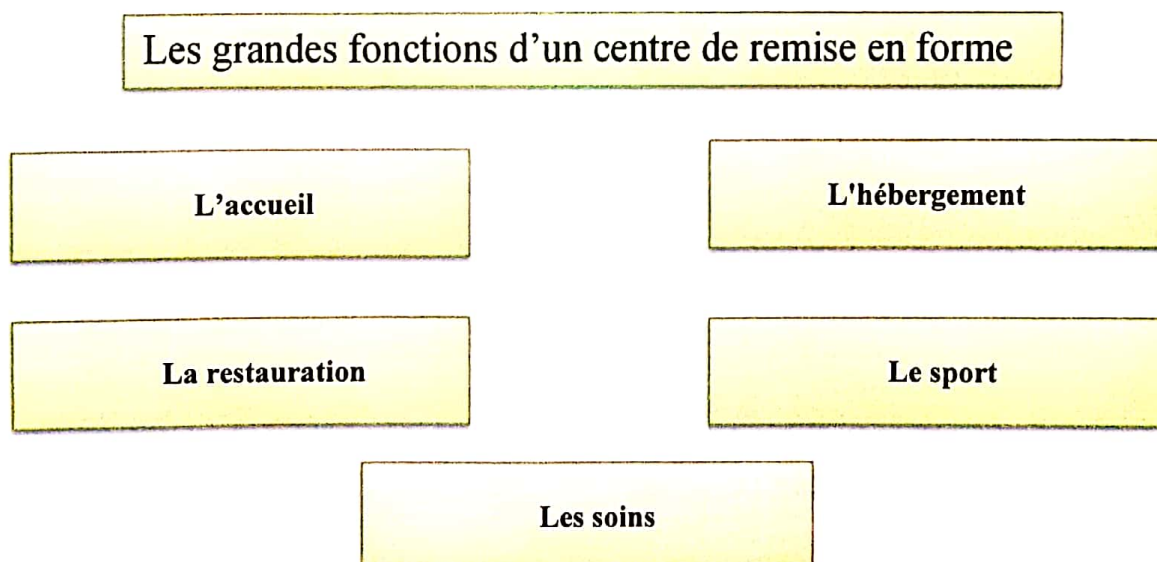 Les grandes fonctions d’un centre de remise en forme
L’accueil
L'hébergement
La restauration
Le sport
Les soins